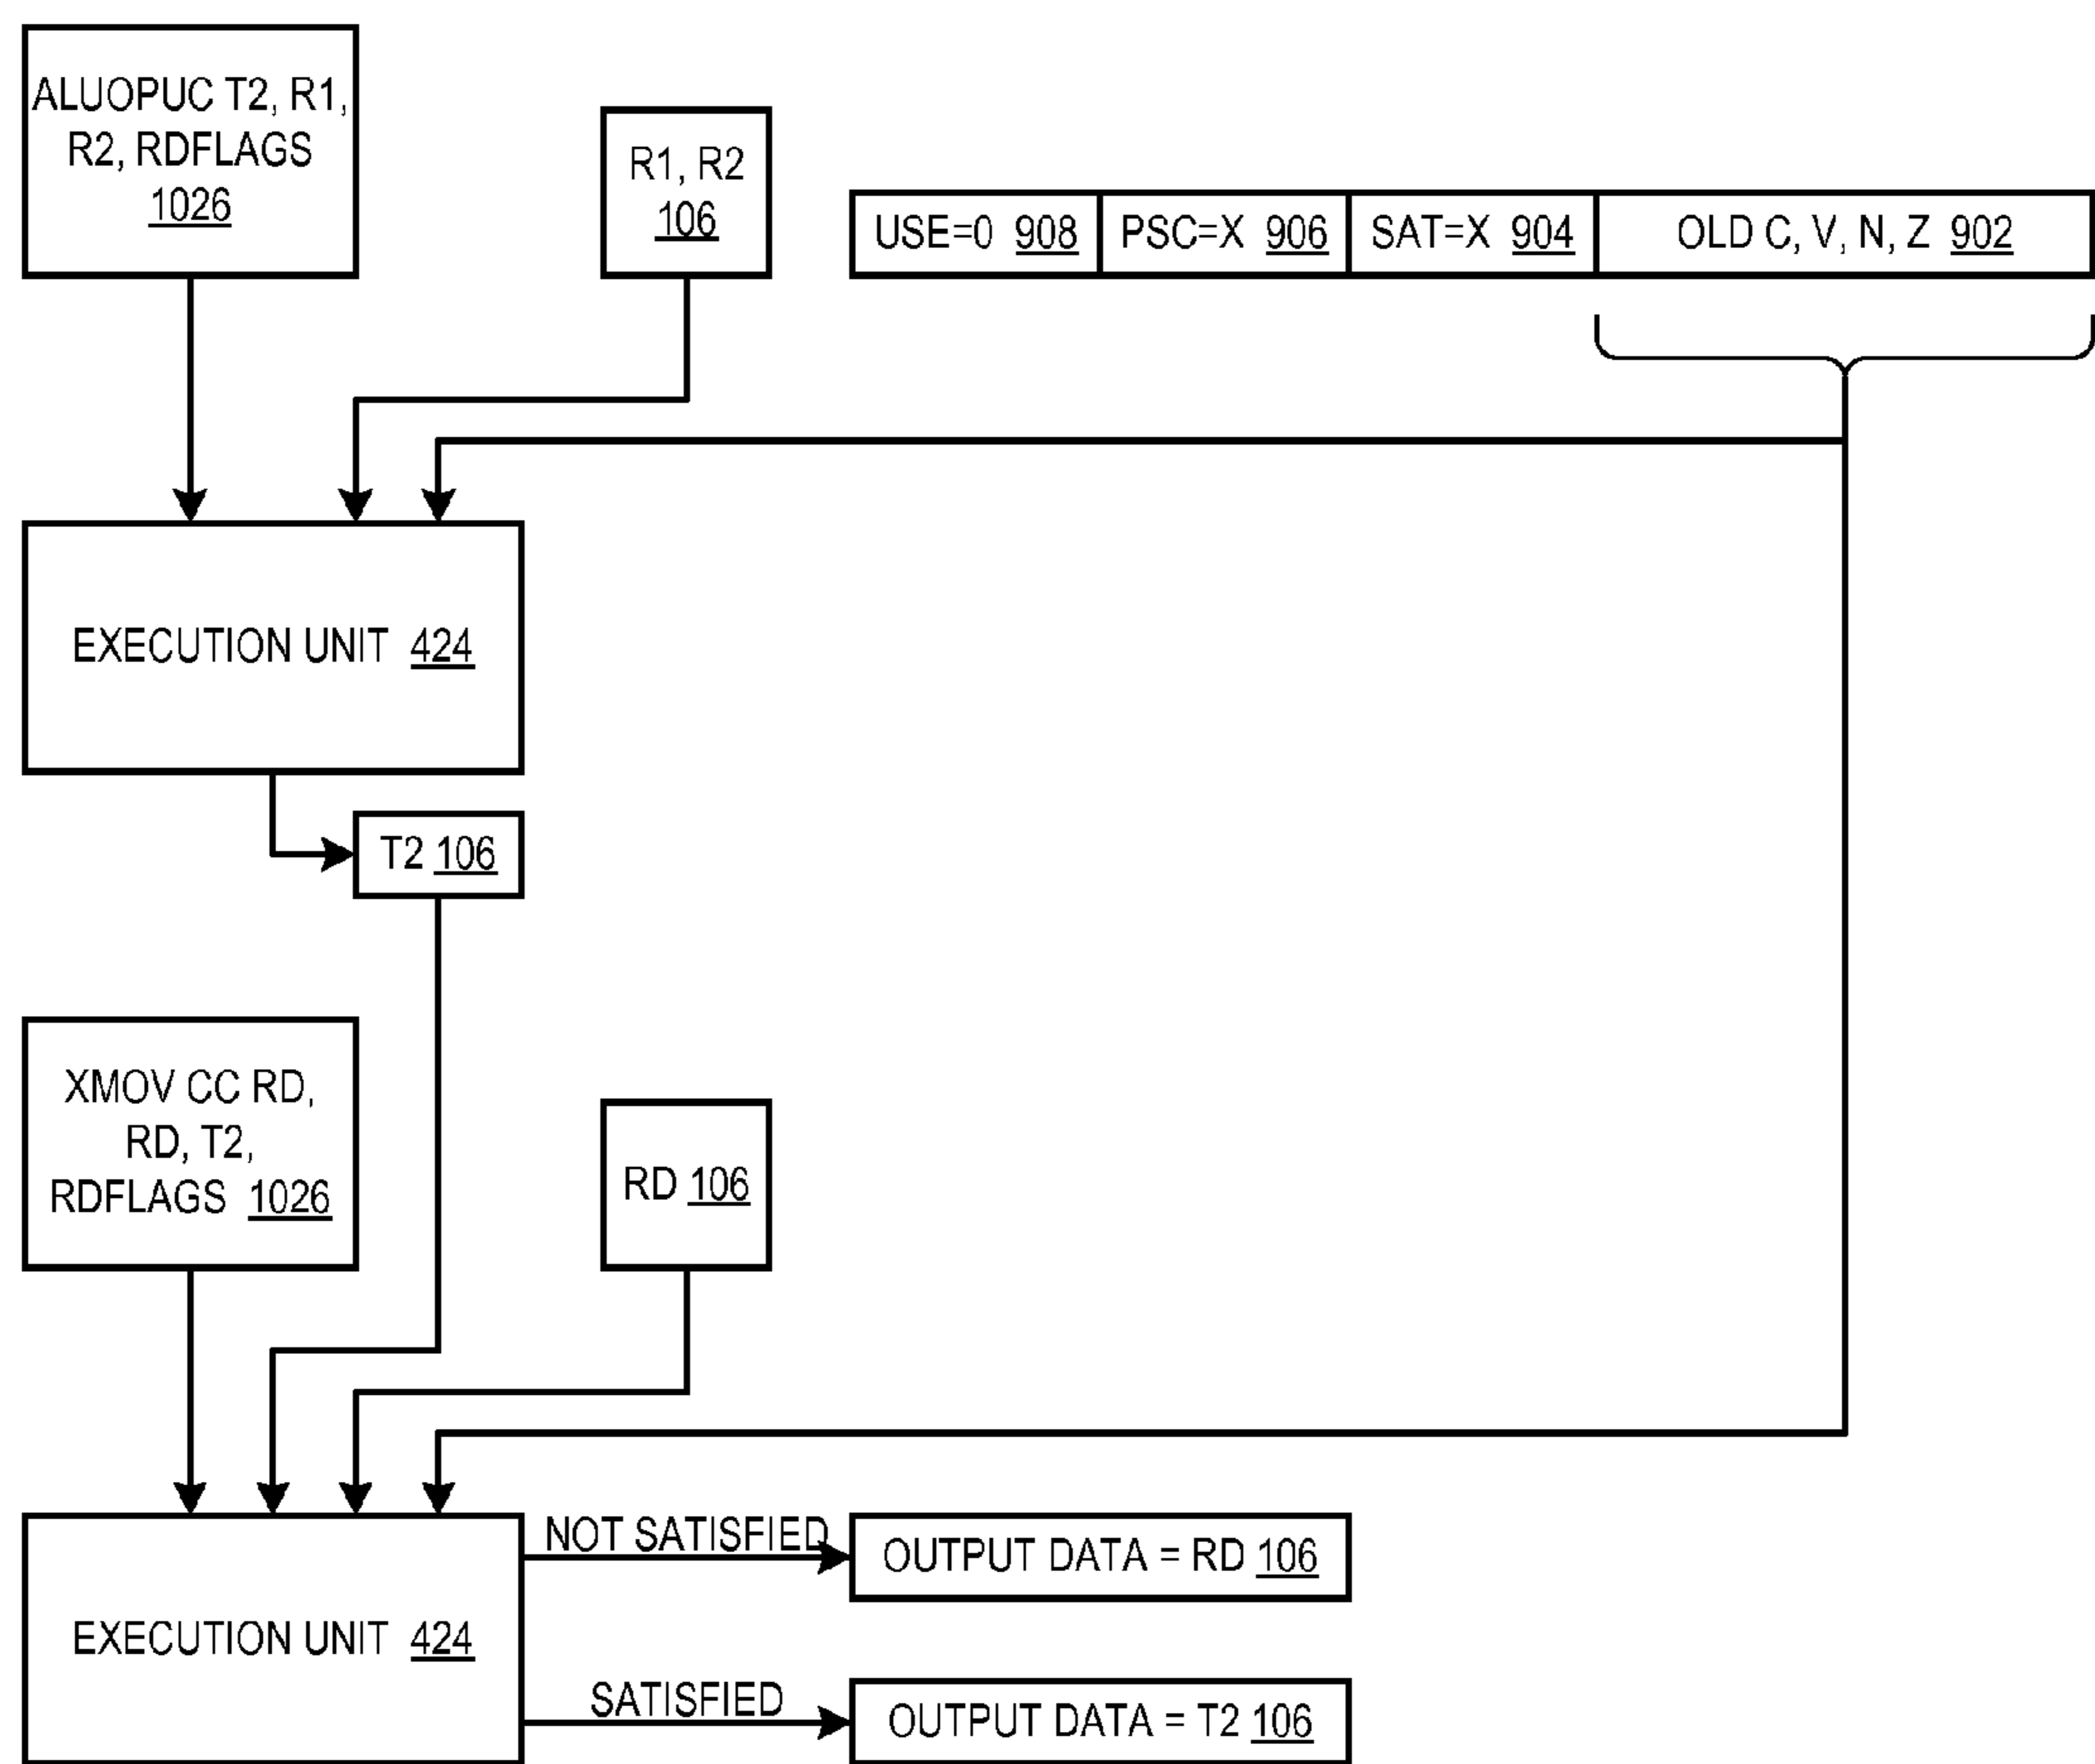 ALUOPUC T2, R1,
R2, RDFLAGS
1026
R1, R2
106
USE=0 908
PSC=X 906
SAT=X 904
OLD C, V, N, Z 902
EXECUTION UNIT 424
T2 106
XMOV CC RD,
RD, T2,
RDFLAGS 1026
RD 106
EXECUTION UNIT 424
NOT SATISFIED
OUTPUT DATA = RD 106
SATISFIED
OUTPUT DATA = T2 106